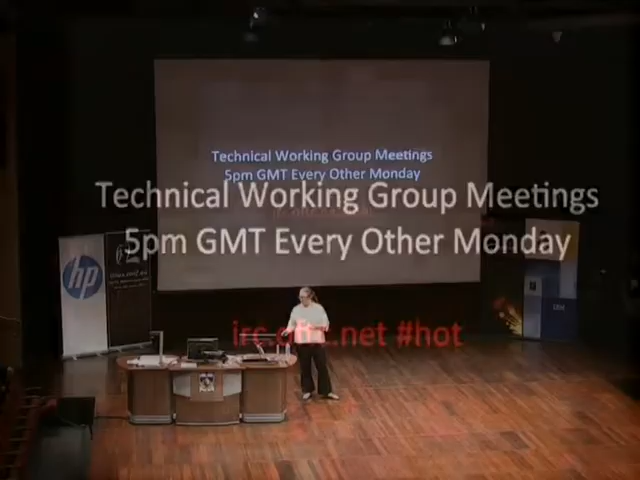 Technical Working Group Meetings
5pm GMT Every Other Monday
Technical Working Group Meetings
5pm GMT Every Other Monday
irc.oftc.net #hot
hp